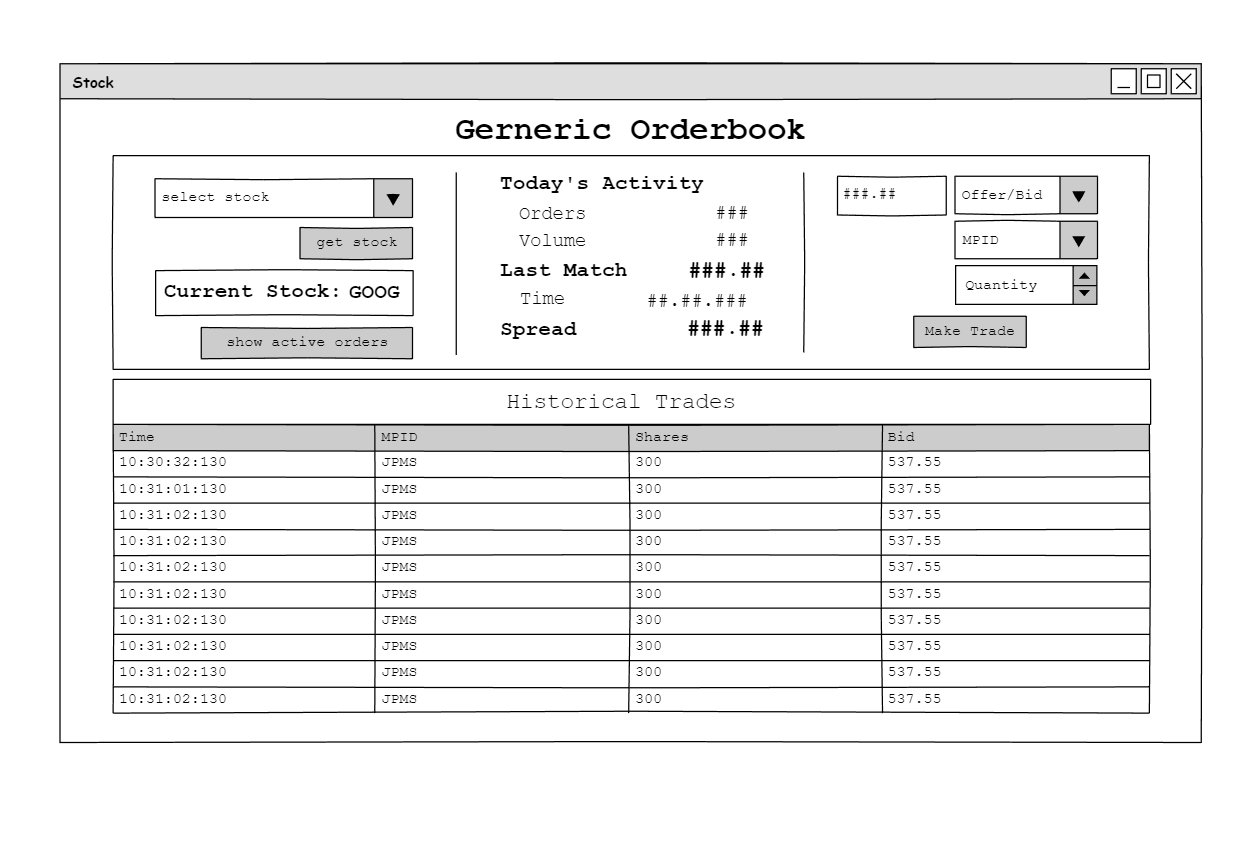 Stock
Gerneric Orderbook
select stock
get stock
Current Stock: GOOG
show active orders
Today's Activity
Orders ###
Volume ###
Last Match ###.##
Time ##.##.###
Spread ###.##
###.## Offer/Bid
MPID
Quantity
Make Trade
Historical Trades
Time MPID Shares Bid
10:30:32:130 JPMS 300 537.55
10:31:01:130 JPMS 300 537.55
10:31:02:130 JPMS 300 537.55
10:31:02:130 JPMS 300 537.55
10:31:02:130 JPMS 300 537.55
10:31:02:130 JPMS 300 537.55
10:31:02:130 JPMS 300 537.55
10:31:02:130 JPMS 300 537.55
10:31:02:130 JPMS 300 537.55
10:31:02:130 JPMS 300 537.55